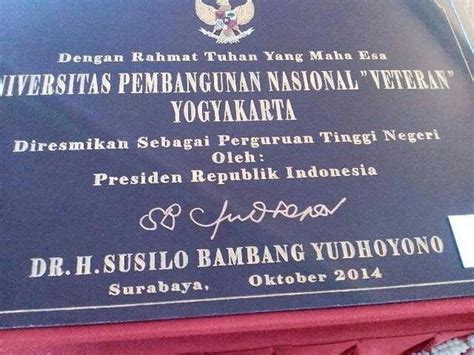 Dengan Rahmat Tuhan Yang Maha Esa
NIVERSITAS PEMBANGUNAN NASIONAL "VETERAN"
YOGYAKARTA
Diresmikan Sebagai Perguruan Tinggi Negeri
Oleh:
Presiden Republik Indonesia
DR.H.SUSILO BAMBANG YUDHOYONO
Surabaya, Oktober 2014